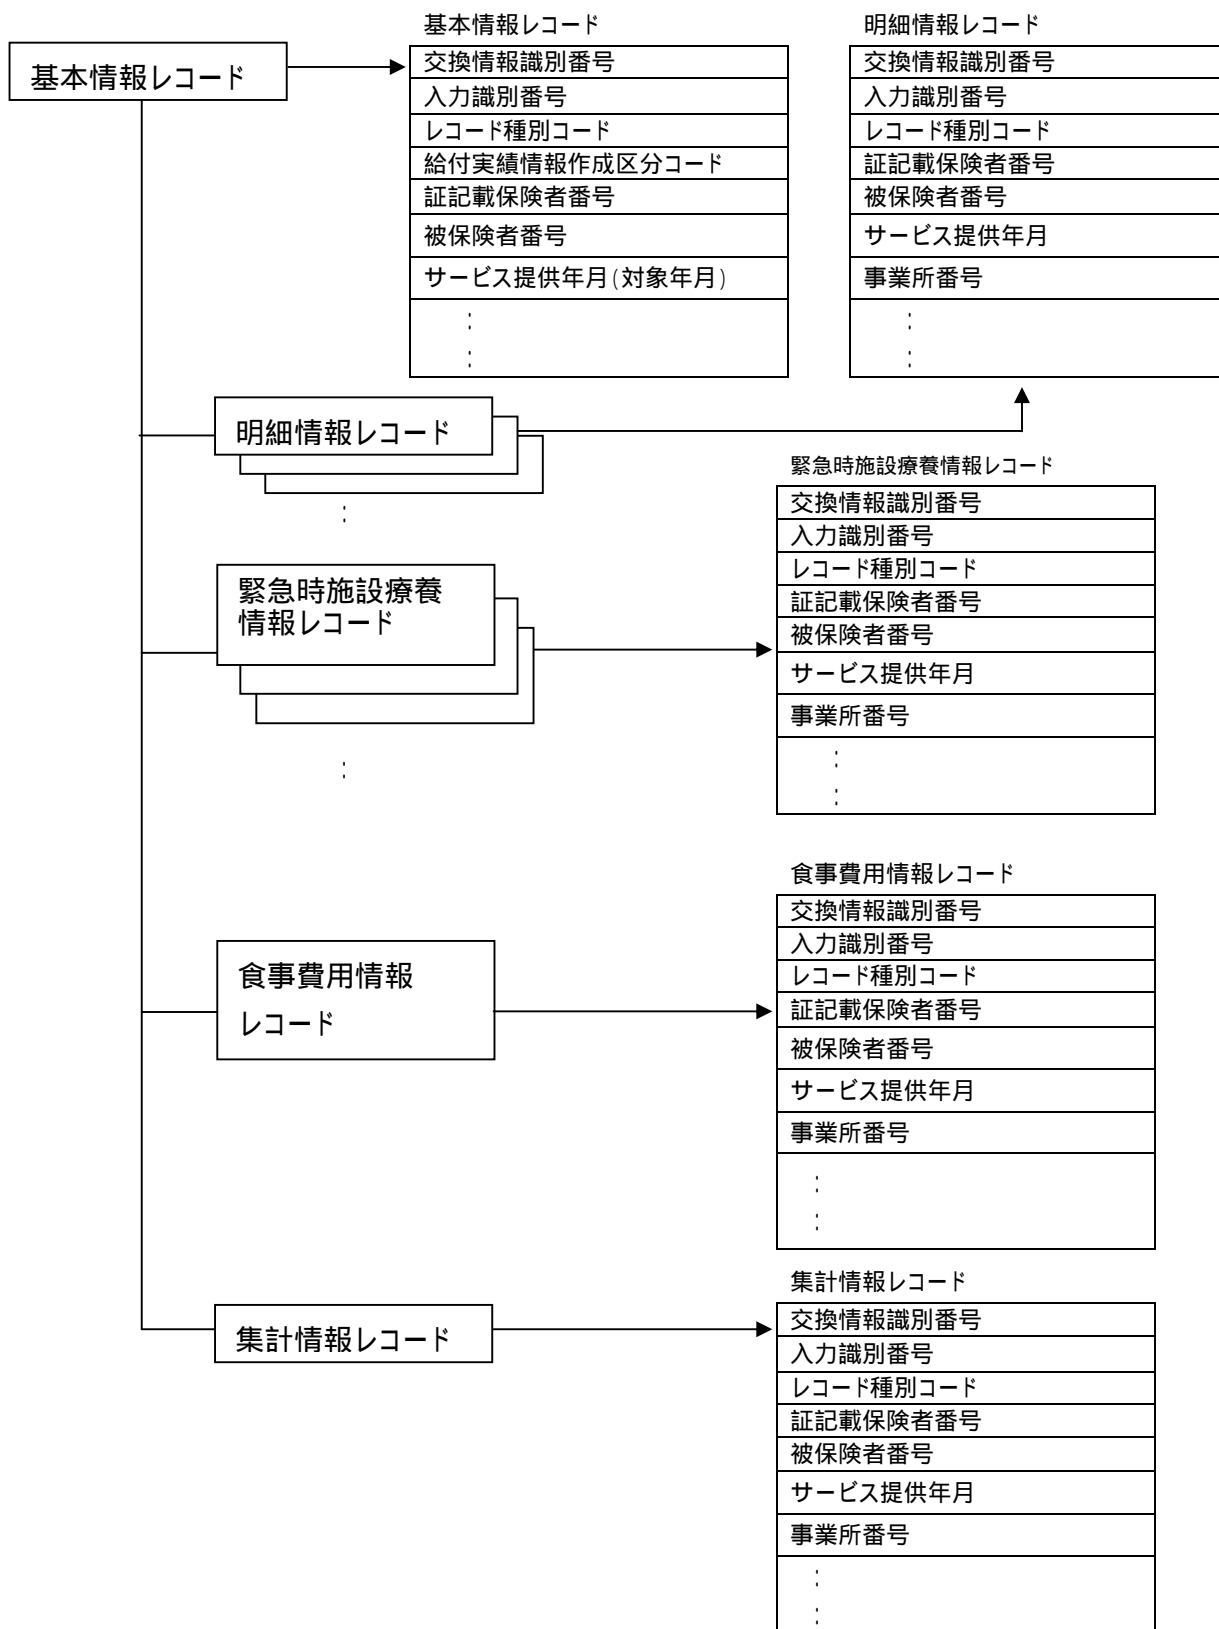 基本情報レコード
基本情報レコード
交換情報識別番号
入力識別番号
レコード種別コード
給付実績情報作成区分コード
証記載保険者番号
被保険者番号
サービス提供年月(対象年月)
:
:
明細情報レコード
交換情報識別番号
入力識別番号
レコード種別コード
証記載保険者番号
被保険者番号
サービス提供年月
事業所番号
:
:
明細情報レコード
:
緊急時施設療養
情報レコード
:
緊急時施設療養情報レコード
交換情報識別番号
入力識別番号
レコード種別コード
証記載保険者番号
被保険者番号
サービス提供年月
事業所番号
:
:
食事費用情報
レコード
食事費用情報レコード
交換情報識別番号
入力識別番号
レコード種別コード
証記載保険者番号
被保険者番号
サービス提供年月
事業所番号
:
:
集計情報レコード
集計情報レコード
交換情報識別番号
入力識別番号
レコード種別コード
証記載保険者番号
被保険者番号
サービス提供年月
事業所番号
:
: